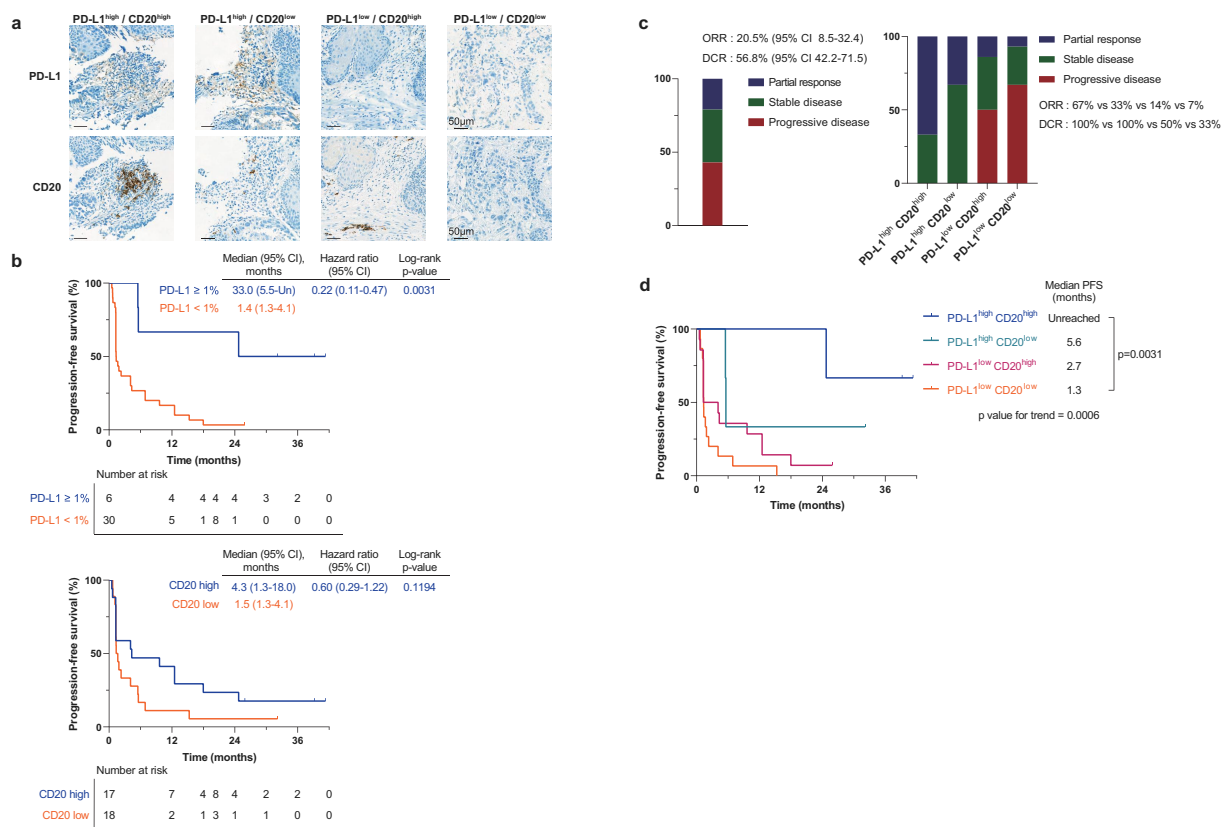 a
PD-L1high / CD20high
PD-L1high / CD20low
PD-L1low / CD20high
PD-L1low / CD20low
PD-L1
50μm
CD20
50μm
b
Median (95% CI), months
Hazard ratio (95% CI)
Log-rank p-value
PD-L1 ≥ 1% 33.0 (5.5-Un) 0.22 (0.11-0.47) 0.0031
PD-L1 < 1% 1.4 (1.3-4.1)
Progression-free survival (%)
100
50
0
0 12 24 36
Time (months)
Number at risk
PD-L1 ≥ 1% 6 4 4 4 4 3 2 0
PD-L1 < 1% 30 5 1 8 1 0 0 0
Median (95% CI), months
Hazard ratio (95% CI)
Log-rank p-value
CD20 high 4.3 (1.3-18.0) 0.60 (0.29-1.22) 0.1194
CD20 low 1.5 (1.3-4.1)
Progression-free survival (%)
100
50
0
0 12 24 36
Time (months)
Number at risk
CD20 high 17 7 4 8 4 2 2 0
CD20 low 18 2 1 3 1 1 0 0
c
ORR : 20.5% (95% CI 8.5-32.4)
DCR : 56.8% (95% CI 42.2-71.5)
100
50
0
Partial response
Stable disease
Progressive disease
100
50
0
PD-L1high CD20high
PD-L1high CD20low
PD-L1low CD20high
PD-L1low CD20low
Partial response
Stable disease
Progressive disease
ORR : 67% vs 33% vs 14% vs 7%
DCR : 100% vs 100% vs 50% vs 33%
d
Progression-free survival (%)
100
50
0
0 12 24 36
Time (months)
Median PFS
(months)
PD-L1high CD20high Unreached
PD-L1high CD20low 5.6
PD-L1low CD20high 2.7
PD-L1low CD20low 1.3
p=0.0031
p value for trend = 0.0006